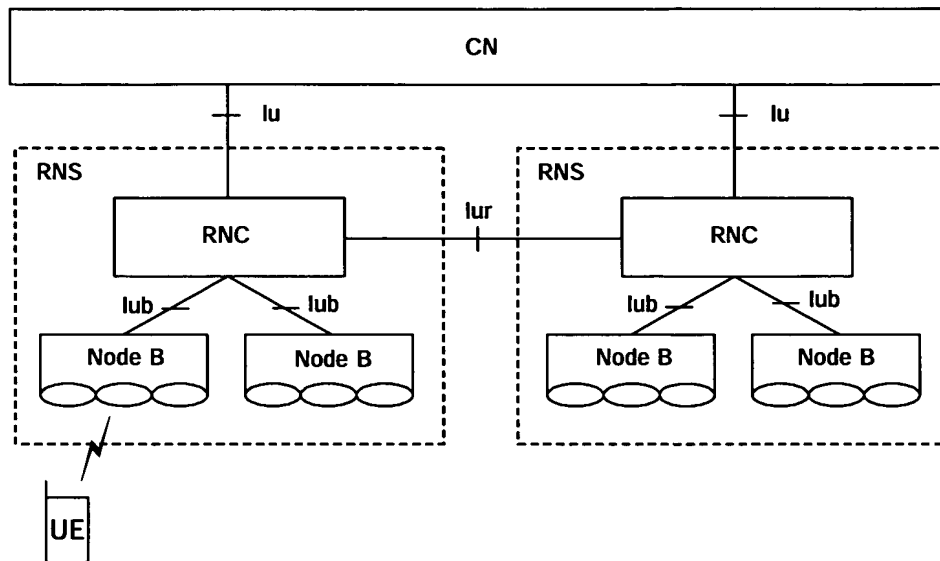 CN
Iu
Iu
RNS
RNS
RNC
Iur
RNC
Iub
Iub
Iub
Iub
Node B
Node B
Node B
Node B
UE